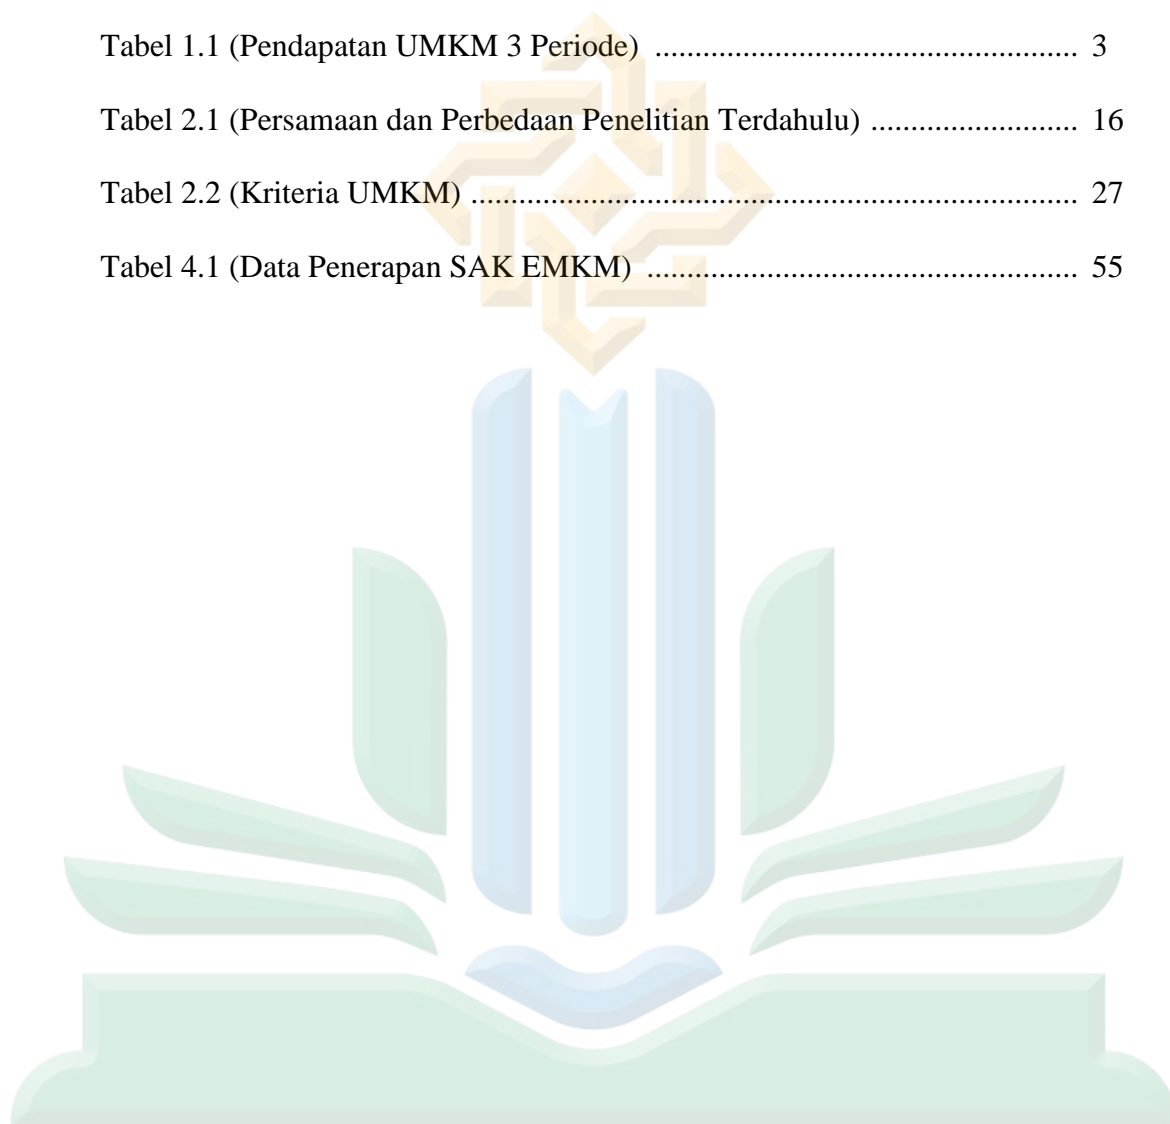 Tabel 1.1 (Pendapatan UMKM 3 Periode) ..................................................... 3
Tabel 2.1 (Persamaan dan Perbedaan Penelitian Terdahulu) .......................... 16
Tabel 2.2 (Kriteria UMKM) ............................................................................ 27
Tabel 4.1 (Data Penerapan SAK EMKM) ...................................................... 55